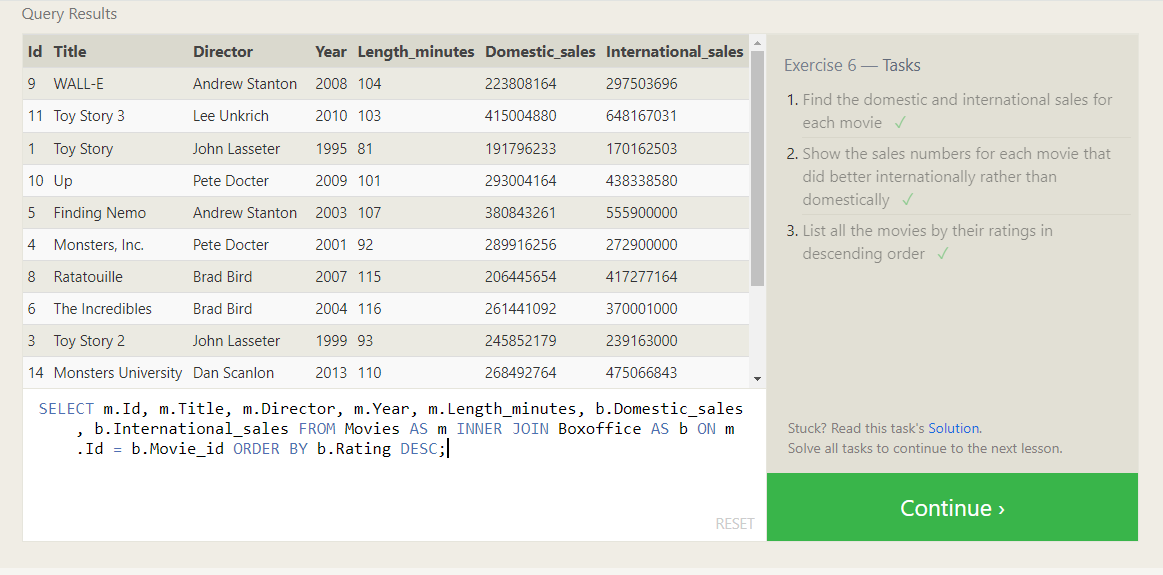 Query Results
Id Title Director Year Length_minutes Domestic_sales International_sales
9 WALL-E Andrew Stanton 2008 104 223808164 297503696
11 Toy Story 3 Lee Unkrich 2010 103 415004880 648167031
1 Toy Story John Lasseter 1995 81 191796233 170162503
10 Up Pete Docter 2009 101 293004164 438338580
5 Finding Nemo Andrew Stanton 2003 107 380843261 555900000
4 Monsters, Inc. Pete Docter 2001 92 289916256 272900000
8 Ratatouille Brad Bird 2007 115 206445654 417277164
6 The Incredibles Brad Bird 2004 116 261441092 370001000
3 Toy Story 2 John Lasseter 1999 93 245852179 239163000
14 Monsters University Dan Scanlon 2013 110 268492764 475066843
SELECT m.Id, m.Title, m.Director, m.Year, m.Length_minutes, b.Domestic_sales
, b.International_sales FROM Movies AS m INNER JOIN Boxoffice AS b ON m
.Id = b.Movie_id ORDER BY b.Rating DESC;
RESET
Exercise 6 — Tasks
1. Find the domestic and international sales for
each movie ✓
2. Show the sales numbers for each movie that
did better internationally rather than
domestically ✓
3. List all the movies by their ratings in
descending order ✓
Stuck? Read this task's Solution.
Solve all tasks to continue to the next lesson.
Continue ›